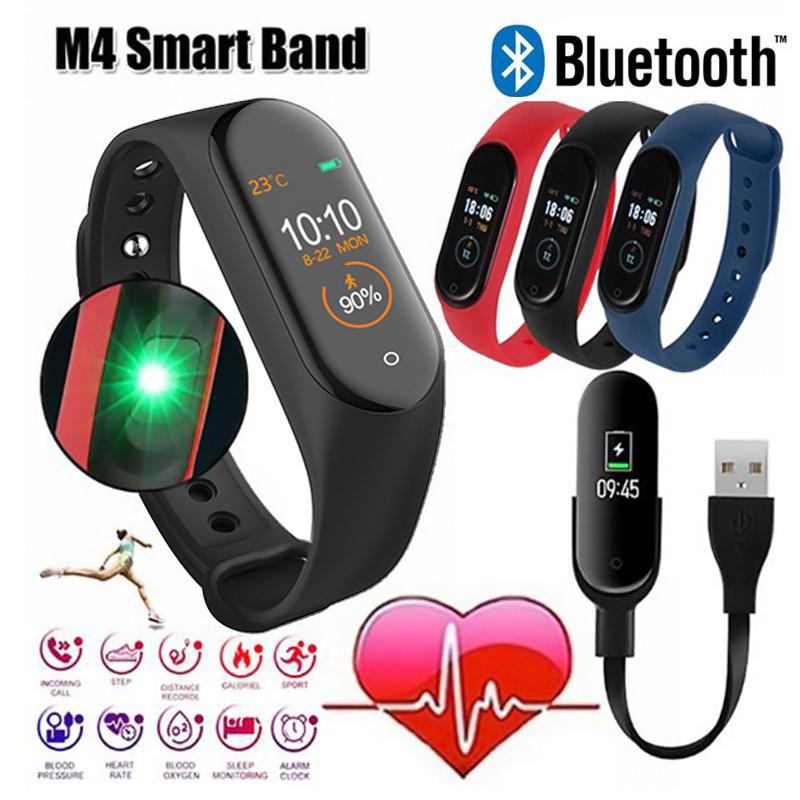 M4 Smart Band
Bluetooth™
23°C
10:10
8-22 MON
90%
18:06
18:06
18:06
09:45
INCOMING
CALL
STEP
DISTANCE
RECORDL
CALORIEL
SPORT
BLOOD
PRESSURE
HEART
RATE
BLOOD
OXYGEN
SLEEP
MONITORING
ALARM
CLOCK